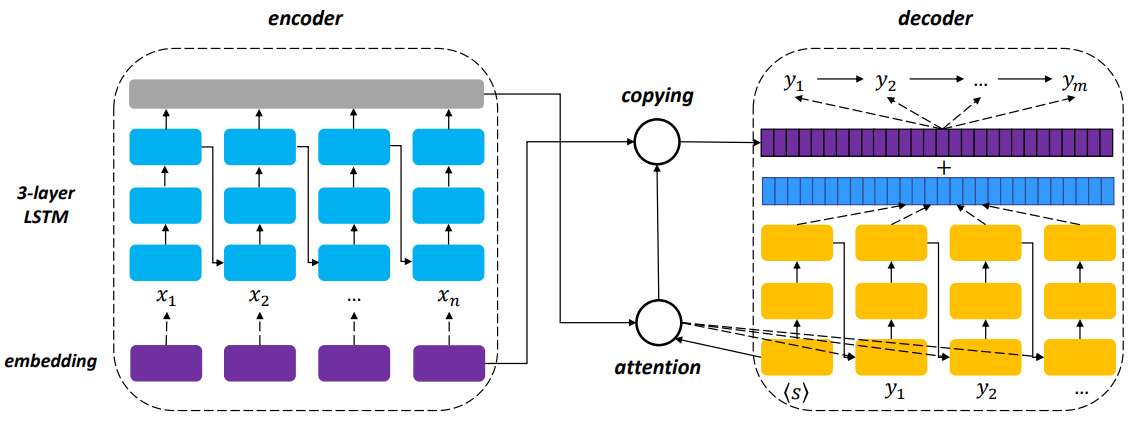 encoder
decoder
y₁ y₂ ... yₘ
copying
+
3-layer
LSTM
x₁ x₂ ... xₙ
embedding
attention
⟨s⟩ y₁ y₂ ...